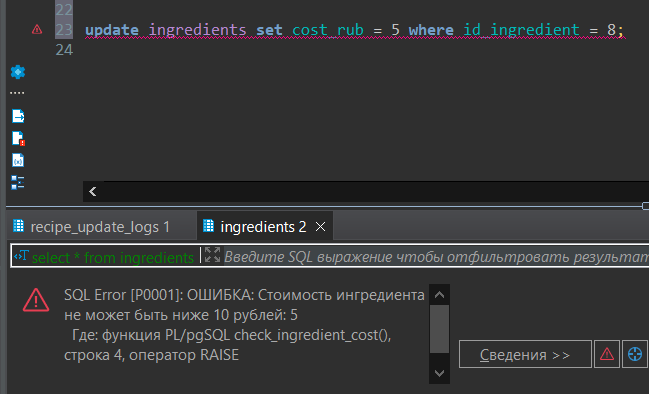 22
23 update ingredients set cost_rub = 5 where id_ingredient = 8;
24
recipe_update_logs 1
ingredients 2
select * from ingredients
Введите SQL выражение чтобы отфильтровать результат
SQL Error [P0001]: ОШИБКА: Стоимость ингредиента
не может быть ниже 10 рублей: 5
Где: функция PL/pgSQL check_ingredient_cost(),
строка 4, оператор RAISE
Сведения >>